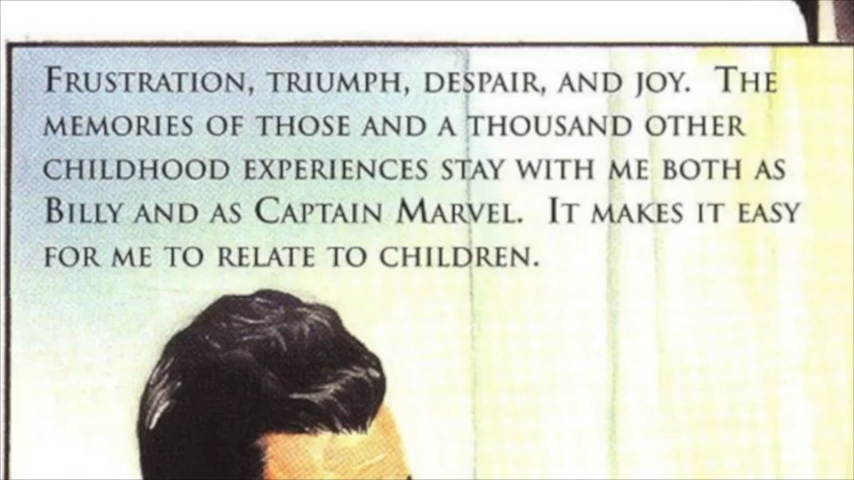 FRUSTRATION, TRIUMPH, DESPAIR, AND JOY. THE
MEMORIES OF THOSE AND A THOUSAND OTHER
CHILDHOOD EXPERIENCES STAY WITH ME BOTH AS
BILLY AND AS CAPTAIN MARVEL. IT MAKES IT EASY
FOR ME TO RELATE TO CHILDREN.